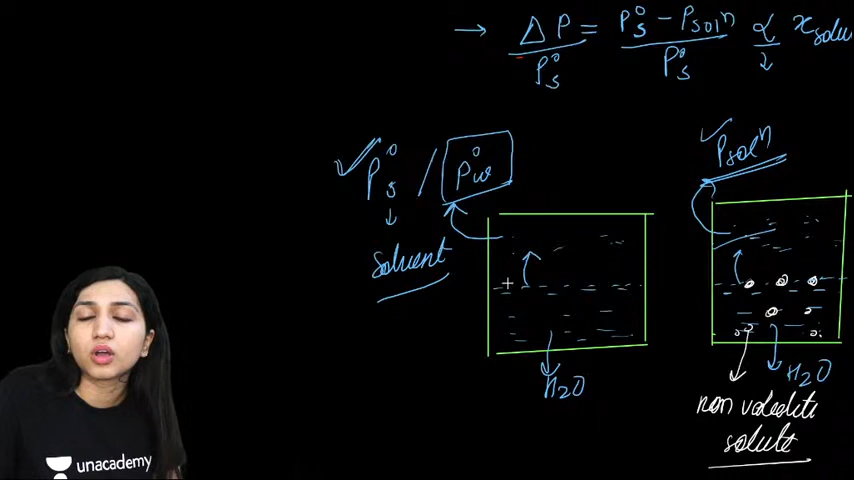 → ΔP/P°s = P°s - Psolⁿ/P°s ∝ xsolu
P°s / P°w
Psolⁿ
solvent
H2O
H2O
non volatile
solute
unacademy